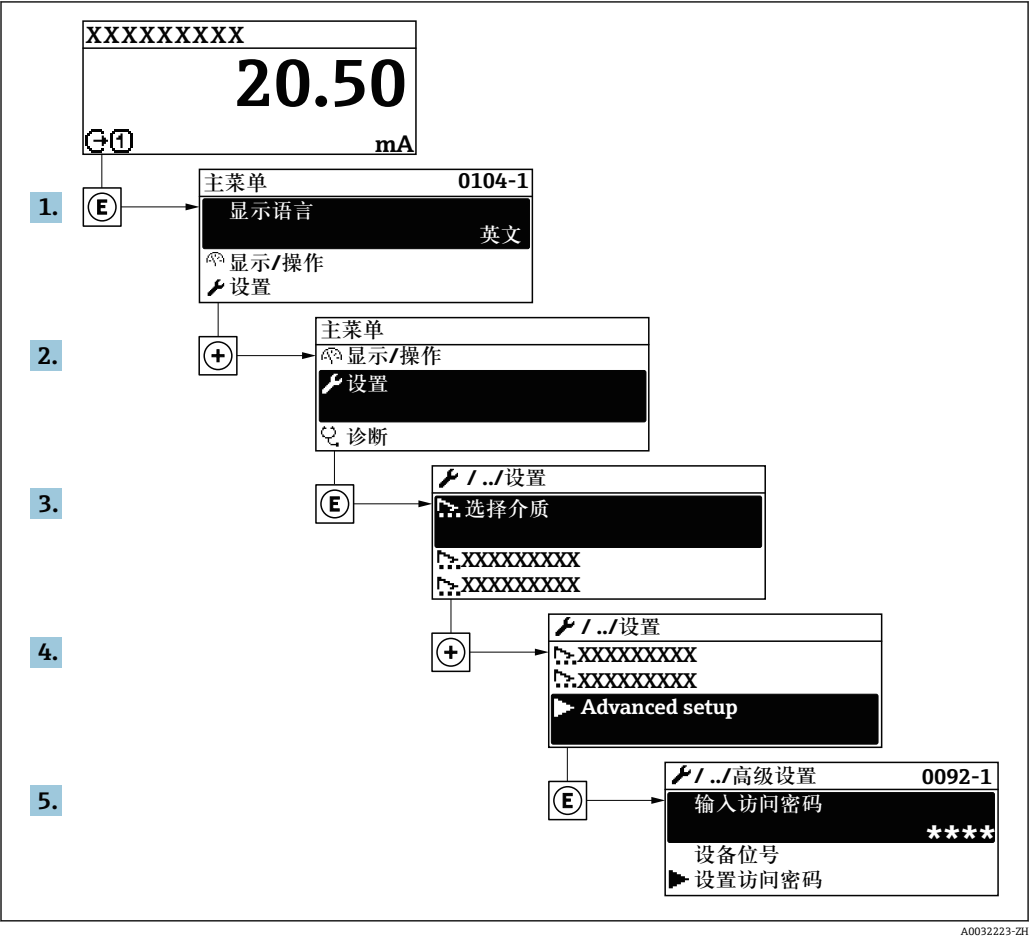 XXXXXXXXX
20.50
1
mA
1.
E
主菜单 0104-1
显示语言
英文
显示/操作
设置
2.
+
主菜单
显示/操作
设置
诊断
3.
E
/ ../设置
选择介质
XXXXXXXXX
XXXXXXXXX
4.
+
/ ../设置
XXXXXXXXX
XXXXXXXXX
Advanced setup
5.
E
/ ../高级设置 0092-1
输入访问密码
****
设备位号
设置访问密码
A0032223-ZH